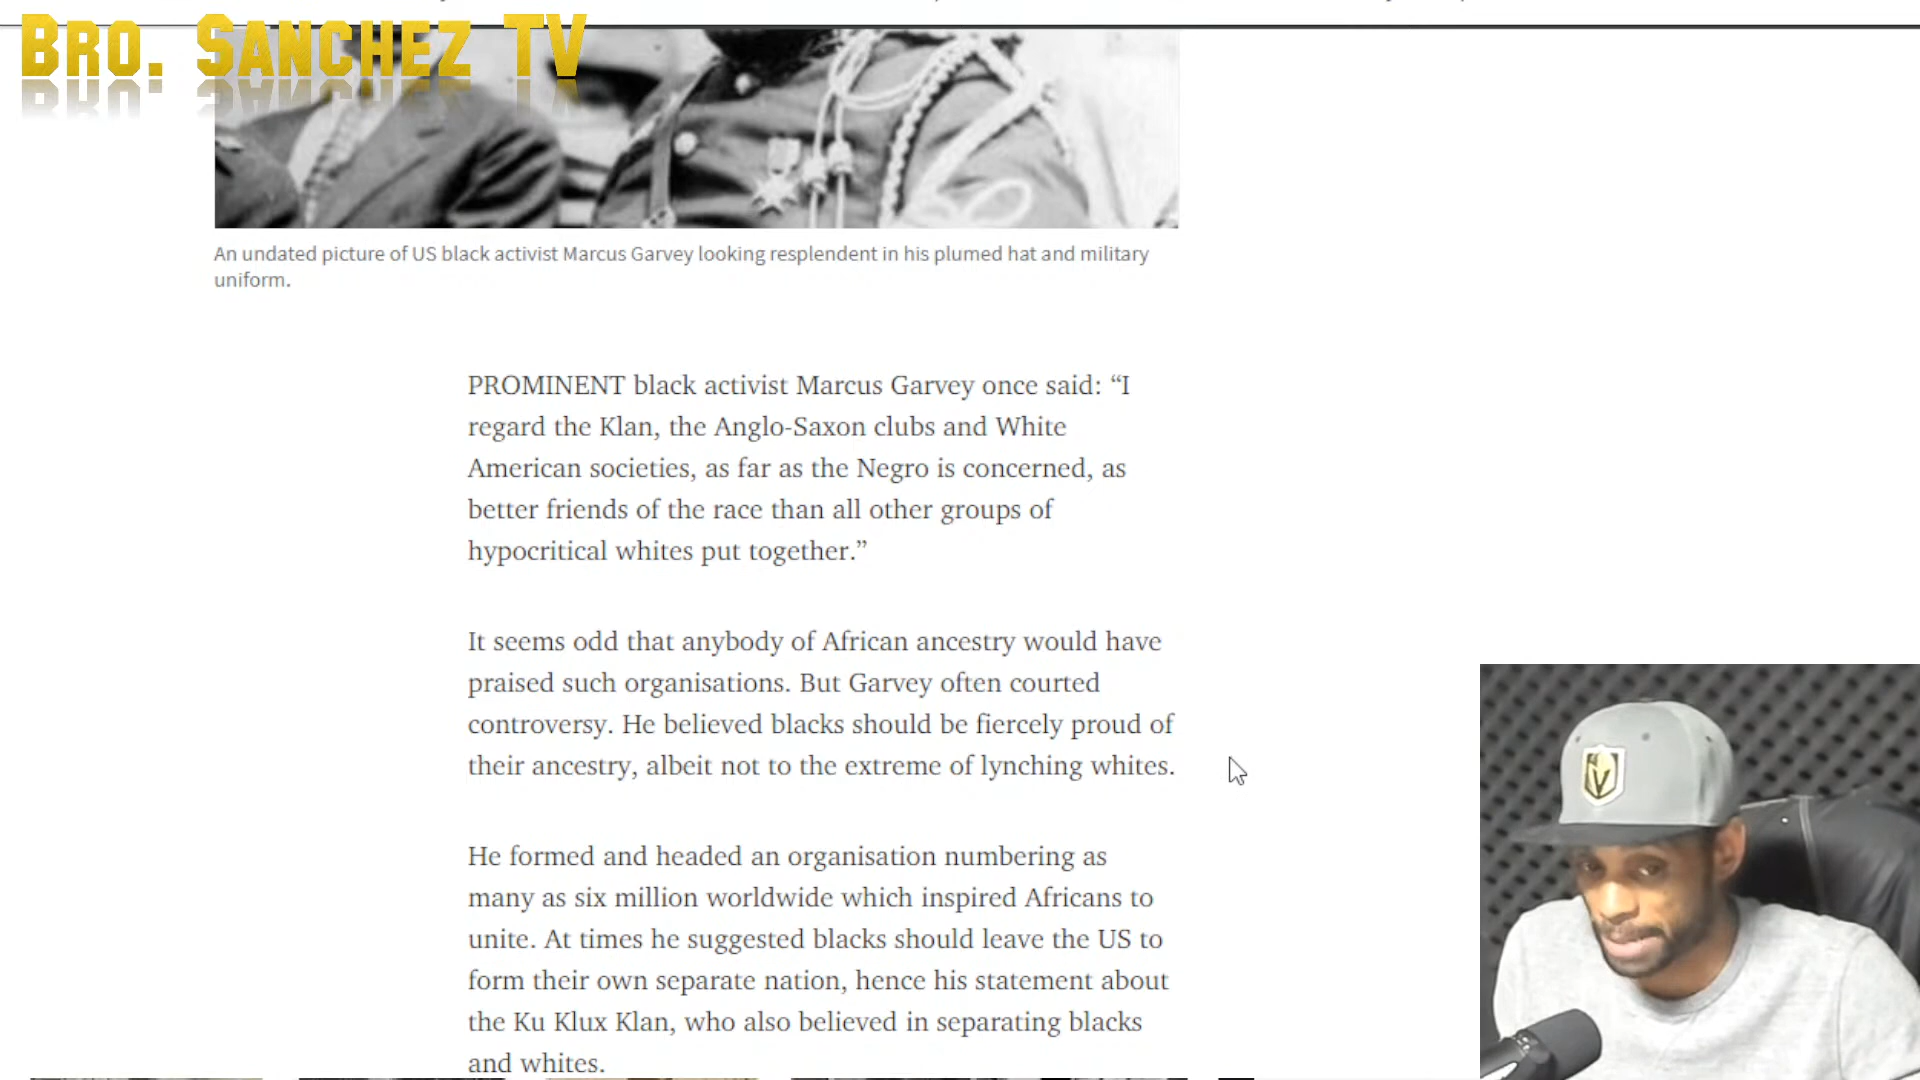 BRO. SANCHEZ TV
An undated picture of US black activist Marcus Garvey looking resplendent in his plumed hat and military
uniform.
PROMINENT black activist Marcus Garvey once said: “I
regard the Klan, the Anglo-Saxon clubs and White
American societies, as far as the Negro is concerned, as
better friends of the race than all other groups of
hypocritical whites put together.”
It seems odd that anybody of African ancestry would have
praised such organisations. But Garvey often courted
controversy. He believed blacks should be fiercely proud of
their ancestry, albeit not to the extreme of lynching whites.
He formed and headed an organisation numbering as
many as six million worldwide which inspired Africans to
unite. At times he suggested blacks should leave the US to
form their own separate nation, hence his statement about
the Ku Klux Klan, who also believed in separating blacks
and whites.